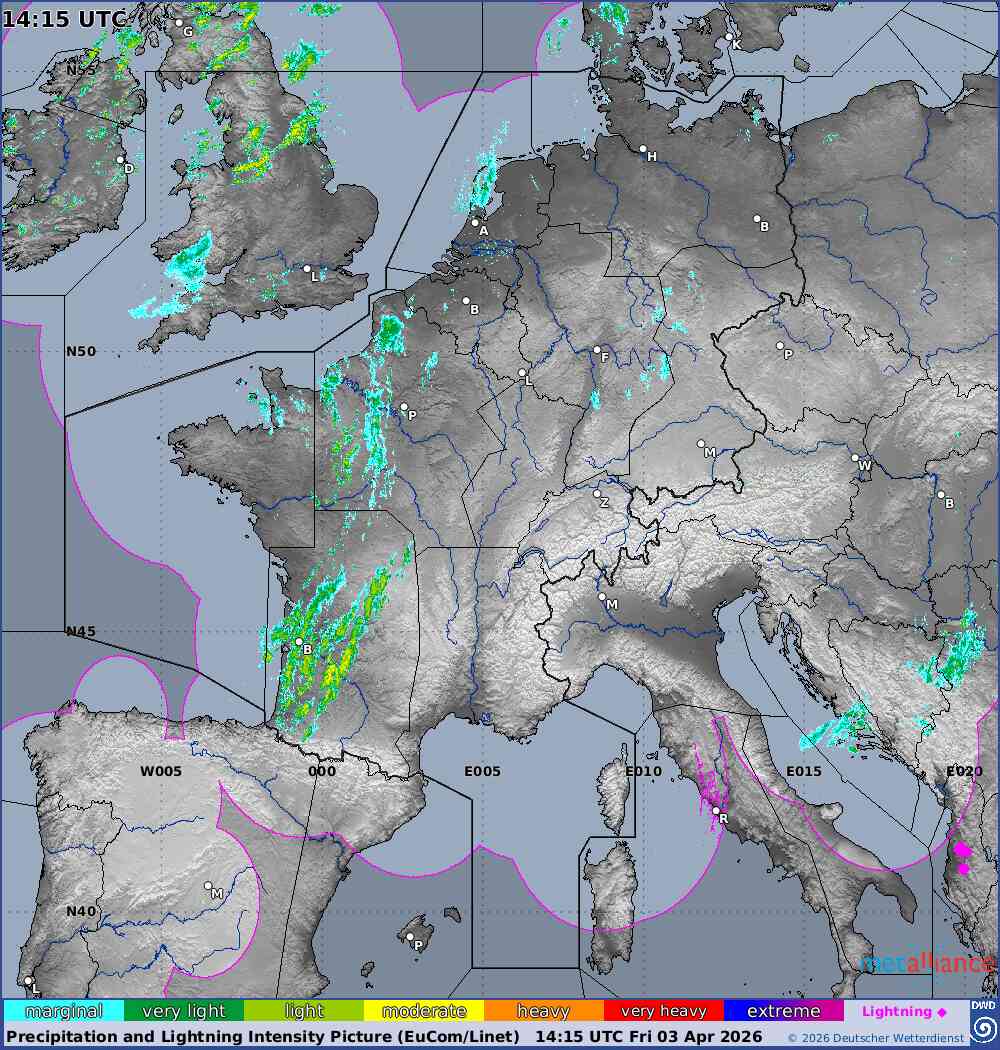 14:15 UTC
G
K
N55
D
H
A
B
L
B
N50
F
P
L
P
M
W
B
Z
M
N45
B
W005
000
E005
E010
E015
E020
R
M
N40
P
metalliance
L
marginal very light light moderate heavy very heavy extreme Lightning ◆
DWD
Precipitation and Lightning Intensity Picture (EuCom/Linet) 14:15 UTC Fri 03 Apr 2026 © 2026 Deutscher Wetterdienst